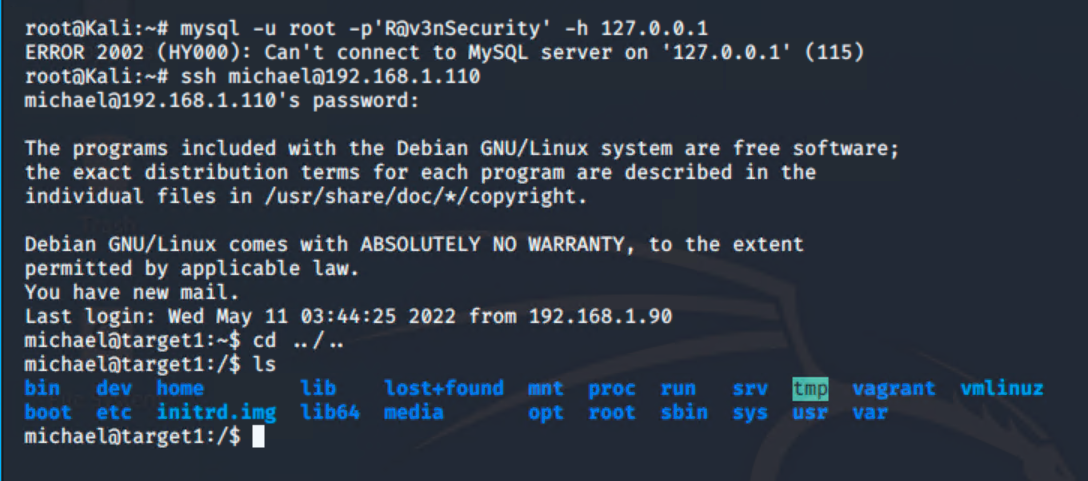 root@Kali:~# mysql -u root -p'R@v3nSecurity' -h 127.0.0.1
ERROR 2002 (HY000): Can't connect to MySQL server on '127.0.0.1' (115)
root@Kali:~# ssh michael@192.168.1.110
michael@192.168.1.110's password:
The programs included with the Debian GNU/Linux system are free software;
the exact distribution terms for each program are described in the
individual files in /usr/share/doc/*/copyright.
Debian GNU/Linux comes with ABSOLUTELY NO WARRANTY, to the extent
permitted by applicable law.
You have new mail.
Last login: Wed May 11 03:44:25 2022 from 192.168.1.90
michael@target1:~$ cd ../..
michael@target1:/$ ls
bin dev home lib lost+found mnt proc run srv tmp vagrant vmlinuz
boot etc initrd.img lib64 media opt root sbin sys usr var
michael@target1:/$